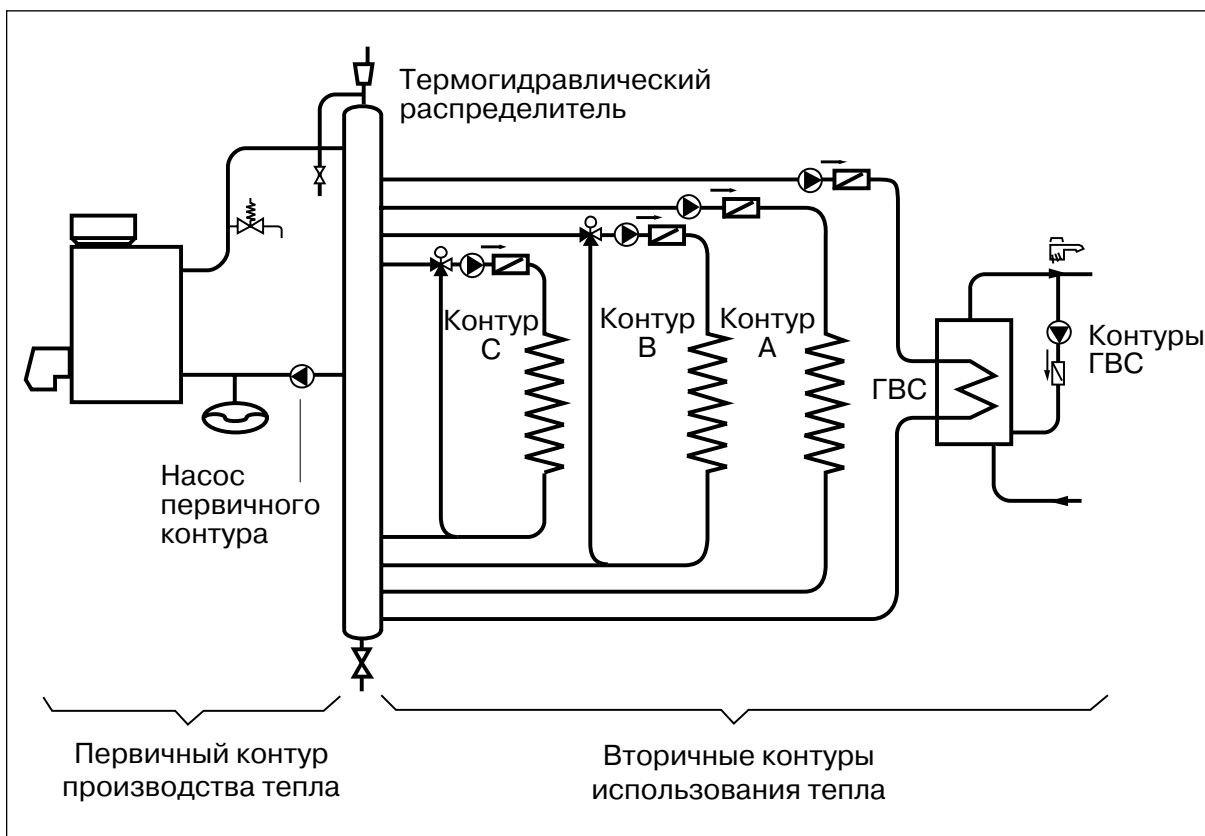 Термогидравлический
распределитель
Контур
C
Контур
B
Контур
A
ГВС
Контуры
ГВС
Насос
первичного
контура
Первичный контур
производства тепла
Вторичные контуры
использования тепла